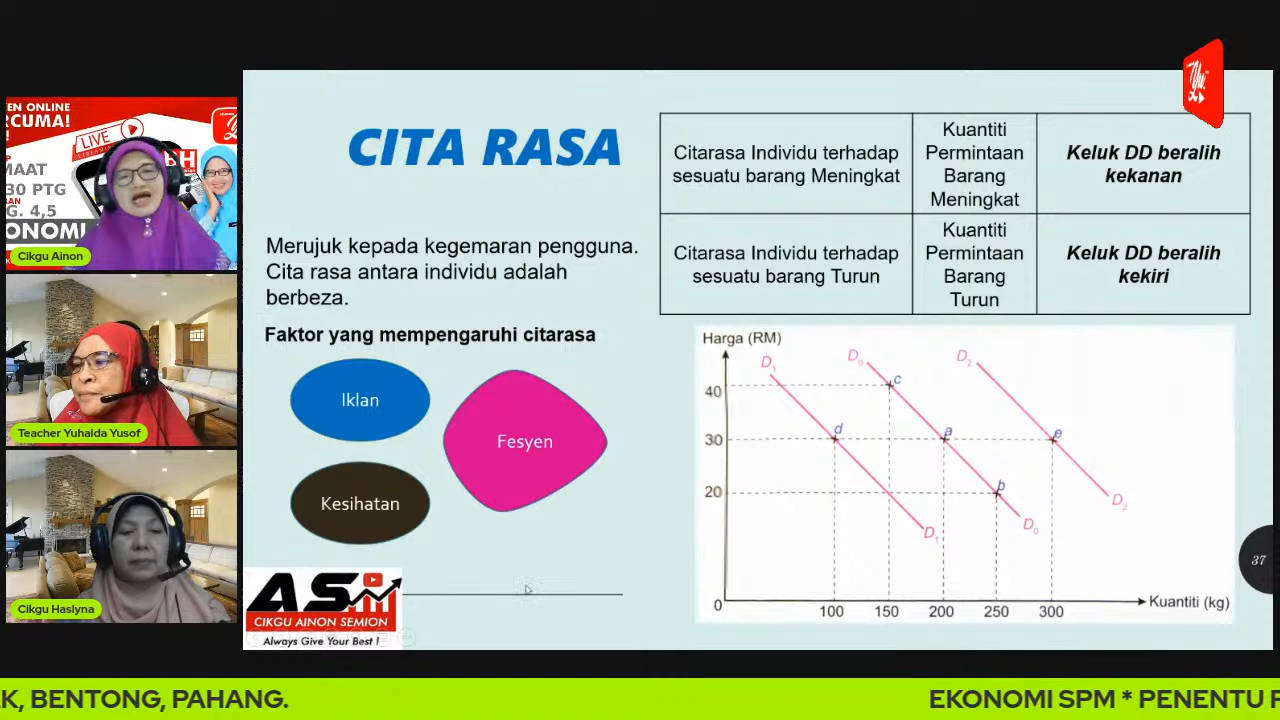 EN ONLINE
CUMA!
LIVE
MAAT
30 PTG
G. 4,5
ONOMI
Cikgu Ainon
Teacher Yuhaida Yusof
Cikgu Haslyna
CITA RASA
Merujuk kepada kegemaran pengguna.
Cita rasa antara individu adalah
berbeza.
Faktor yang mempengaruhi citarasa
Iklan
Fesyen
Kesihatan
ASI
CIKGU AINON SEMION
Always Give Your Best !
Citarasa Individu terhadap
sesuatu barang Meningkat
Kuantiti
Permintaan
Barang
Meningkat
Keluk DD beralih
kekanan
Citarasa Individu terhadap
sesuatu barang Turun
Kuantiti
Permintaan
Barang
Turun
Keluk DD beralih
kekiri
Harga (RM)
D1 D0 D2
40 c
30 d a e
20 b
D1 D0 D2
0 100 150 200 250 300 Kuantiti (kg)
37
K, BENTONG, PAHANG.
EKONOMI SPM * PENENTU